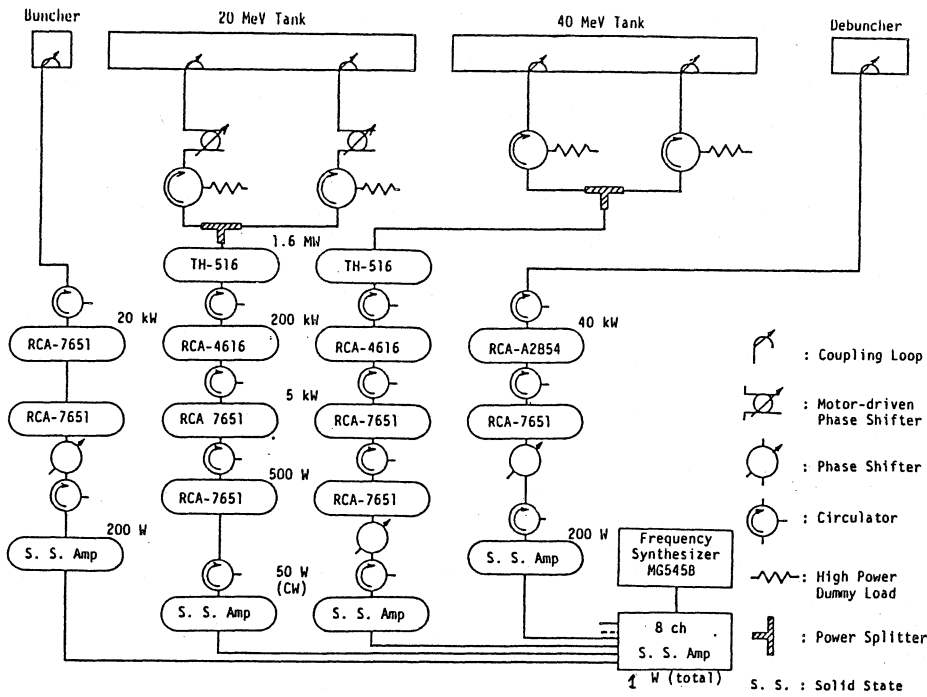 Buncher
20 MeV Tank
40 MeV Tank
Debuncher
1.6 MW
TH-516
TH-516
20 kW
200 kW
40 kW
RCA-7651
RCA-4616
RCA-4616
RCA-A2854
5 kW
RCA-7651
RCA 7651
RCA-7651
RCA-7651
500 W
RCA-7651
RCA-7651
200 W
200 W
S. S. Amp
S. S. Amp
50 W
(CW)
S. S. Amp
S. S. Amp
Frequency
Synthesizer
MG545B
8 ch
S. S. Amp
1 W (total)
: Coupling Loop
: Motor-driven
Phase Shifter
: Phase Shifter
: Circulator
: High Power
Dummy Load
: Power Splitter
S. S. : Solid State